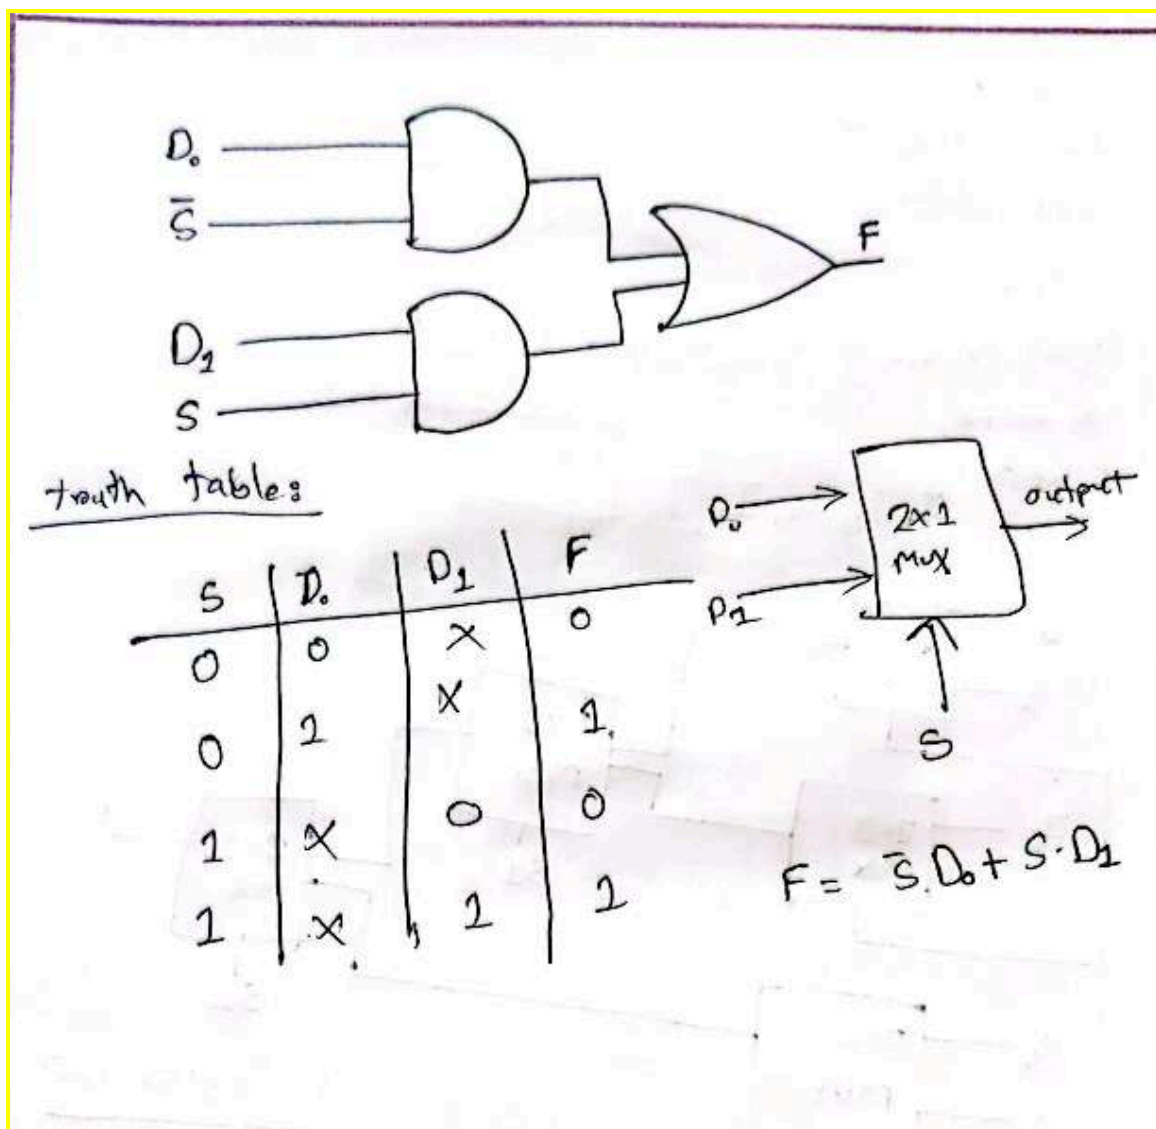 D₀
S̄
F
D₁
S
truth table:
S D₀ D₁ F
0 0 X 0
0 1 X 1
1 X 0 0
1 X 1 1
D₀
D1
2x1
MUX
output
S
F = S̄.D₀ + S.D₁